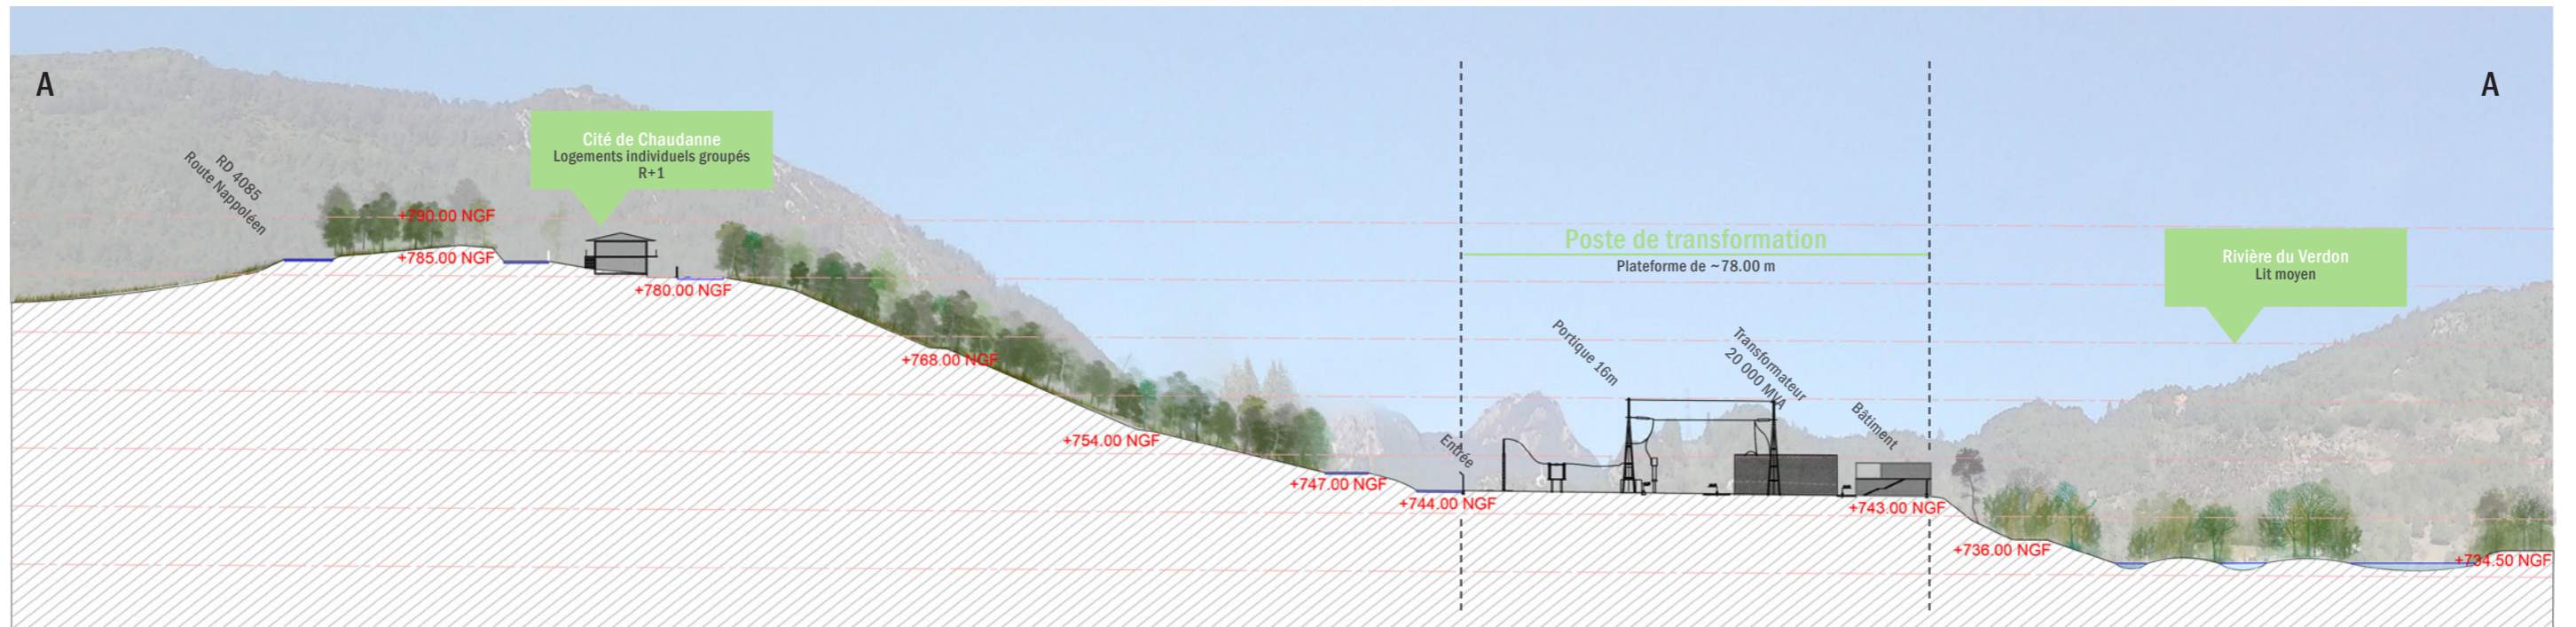 A
A
RD 4085
Route Nappoléen
Cité de Chaudanne
Logements individuels groupés
R+1
+790.00 NGF
+785.00 NGF
+780.00 NGF
+768.00 NGF
+754.00 NGF
+747.00 NGF
+744.00 NGF
Entrée
Poste de transformation
Plateforme de ~78.00 m
Portique 16m
Transformateur
20 000 MVA
Bâtiment
+743.00 NGF
Rivière du Verdon
Lit moyen
+736.00 NGF
+734.50 NGF